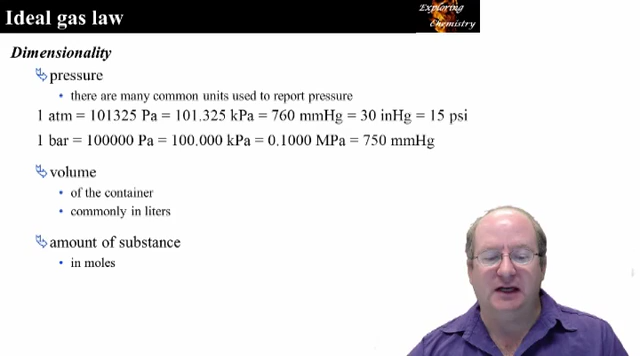 Ideal gas law
Exploring
Chemistry
Dimensionality
pressure
• there are many common units used to report pressure
1 atm = 101325 Pa = 101.325 kPa = 760 mmHg = 30 inHg = 15 psi
1 bar = 100000 Pa = 100.000 kPa = 0.1000 MPa = 750 mmHg
volume
• of the container
• commonly in liters
amount of substance
• in moles